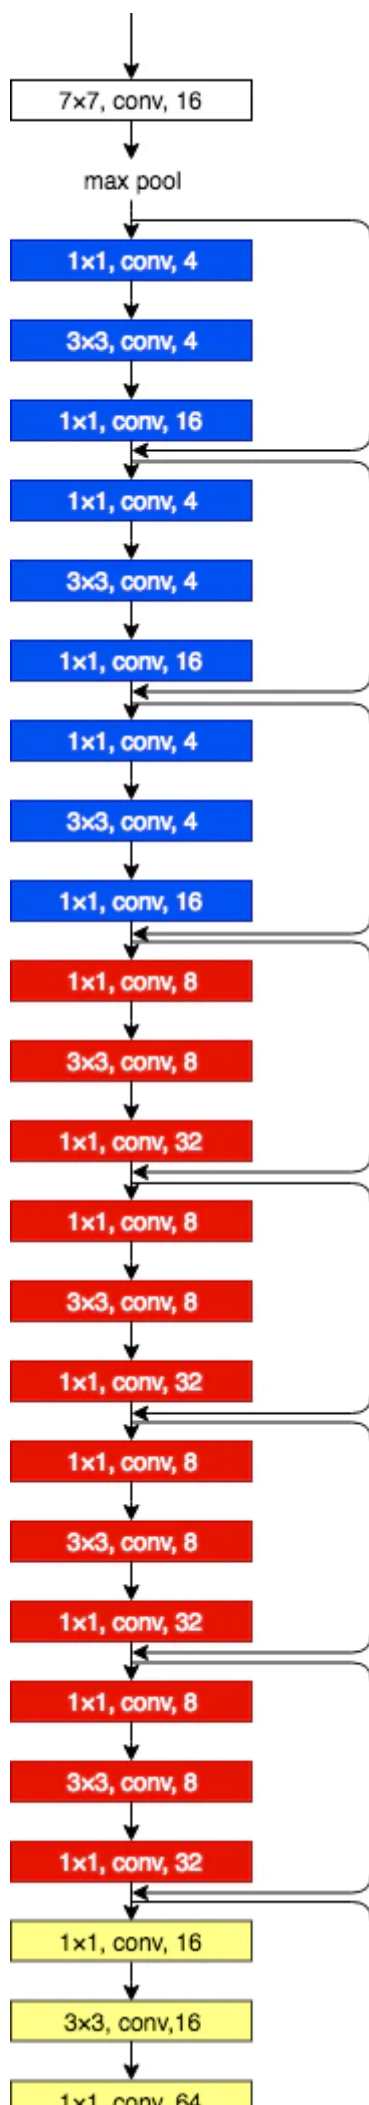 7×7, conv, 16
max pool
1×1, conv, 4
3×3, conv, 4
1×1, conv, 16
1×1, conv, 4
3×3, conv, 4
1×1, conv, 16
1×1, conv, 4
3×3, conv, 4
1×1, conv, 16
1×1, conv, 8
3×3, conv, 8
1×1, conv, 32
1×1, conv, 8
3×3, conv, 8
1×1, conv, 32
1×1, conv, 8
3×3, conv, 8
1×1, conv, 32
1×1, conv, 8
3×3, conv, 8
1×1, conv, 32
1×1, conv, 16
3×3, conv,16
1×1, conv, 64